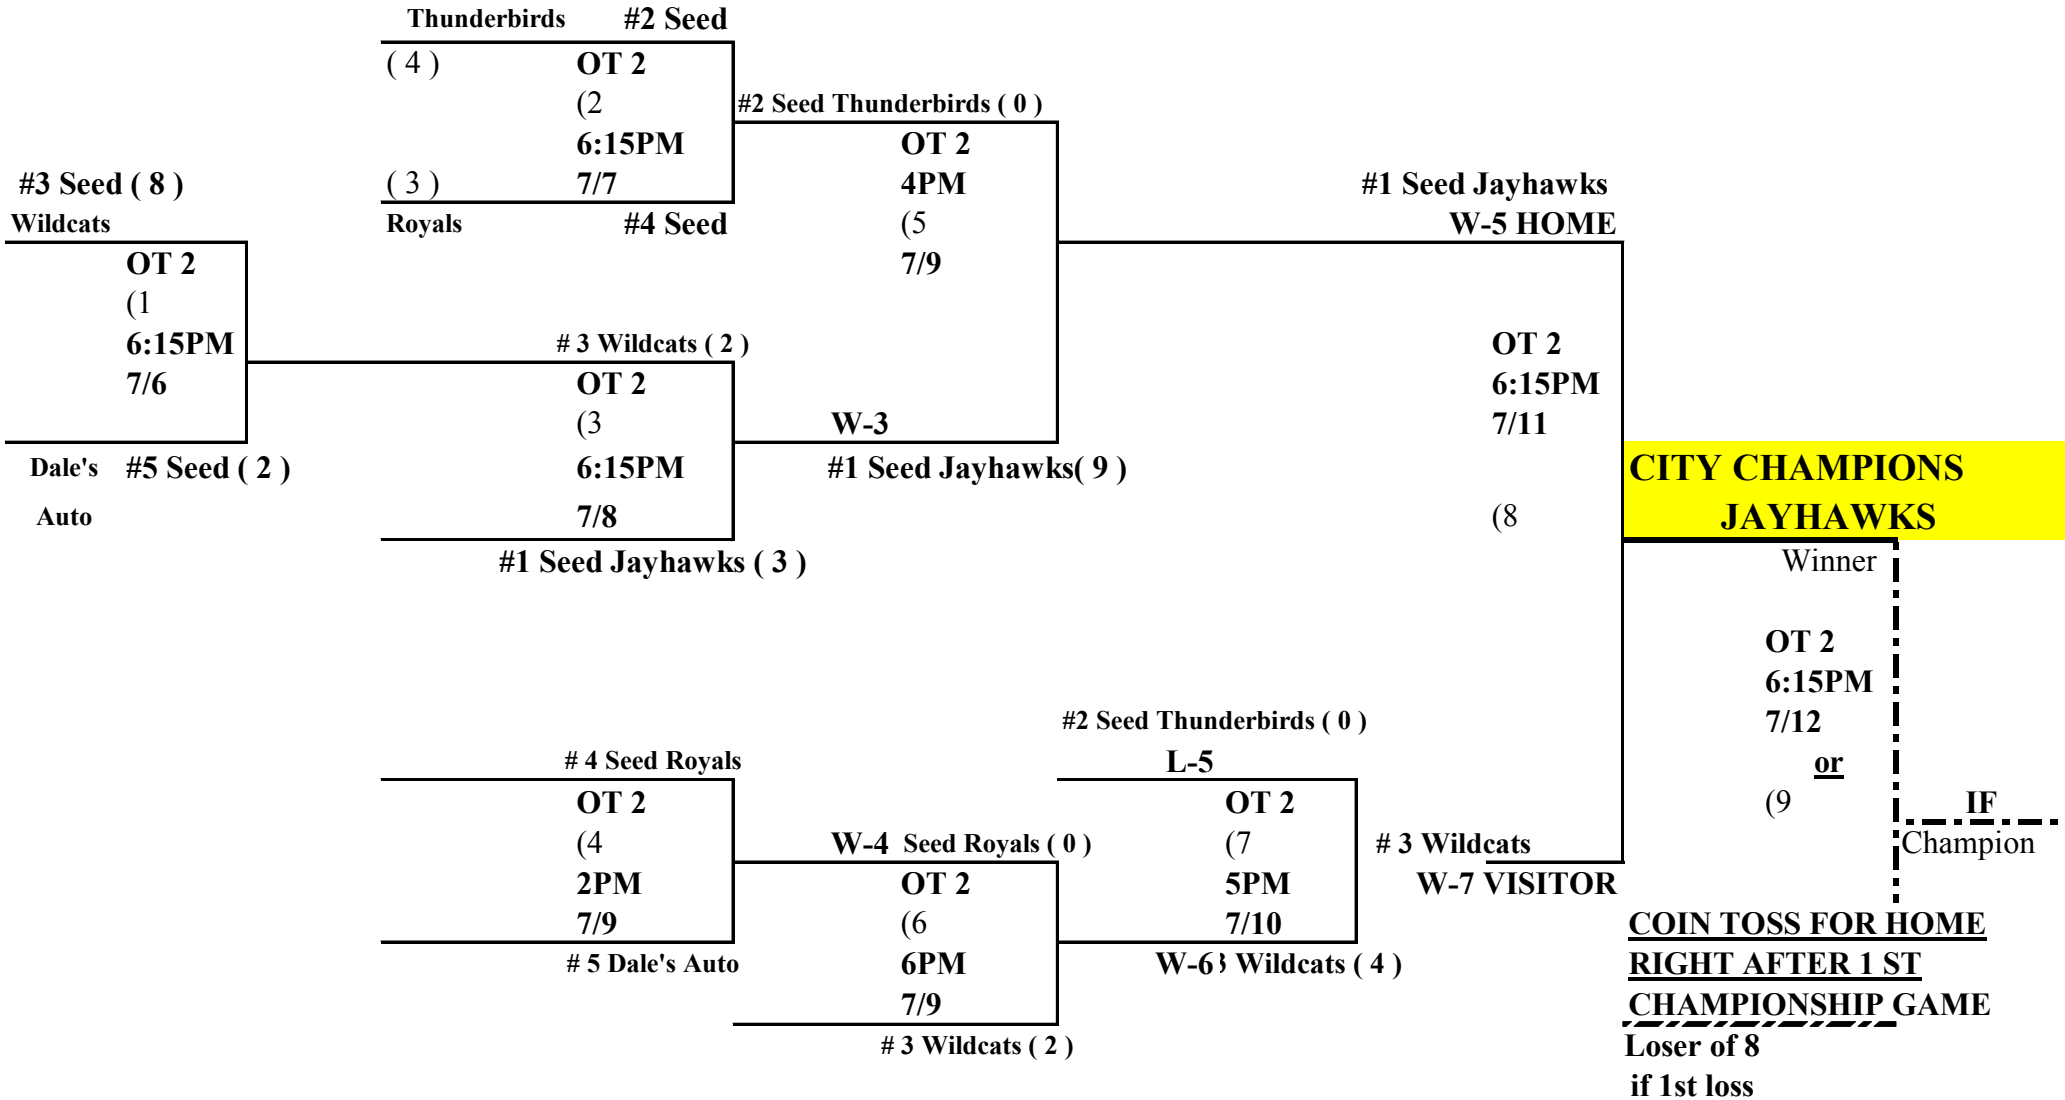 Thunderbirds #2 Seed
( 4 ) OT 2
(2
6:15PM
( 3 ) 7/7
Royals #4 Seed
#3 Seed ( 8 )
Wildcats
OT 2
(1
6:15PM
7/6
Dale's #5 Seed ( 2 )
Auto
#2 Seed Thunderbirds ( 0 )
OT 2
4PM
(5
7/9
# 3 Wildcats ( 2 )
OT 2
(3
6:15PM
7/8
#1 Seed Jayhawks ( 3 )
W-3
#1 Seed Jayhawks( 9 )
#1 Seed Jayhawks
W-5 HOME
OT 2
6:15PM
7/11
(8
CITY CHAMPIONS
JAYHAWKS
Winner
OT 2
6:15PM
7/12
or
(9
IF
Champion
# 4 Seed Royals
OT 2
(4
2PM
7/9
# 5 Dale's Auto
W-4 Seed Royals ( 0 )
OT 2
(6
6PM
7/9
# 3 Wildcats ( 2 )
#2 Seed Thunderbirds ( 0 )
L-5
OT 2
(7
5PM
7/10
W-6 Wildcats ( 4 )
# 3 Wildcats
W-7 VISITOR
COIN TOSS FOR HOME
RIGHT AFTER 1 ST
CHAMPIONSHIP GAME
Loser of 8
if 1st loss